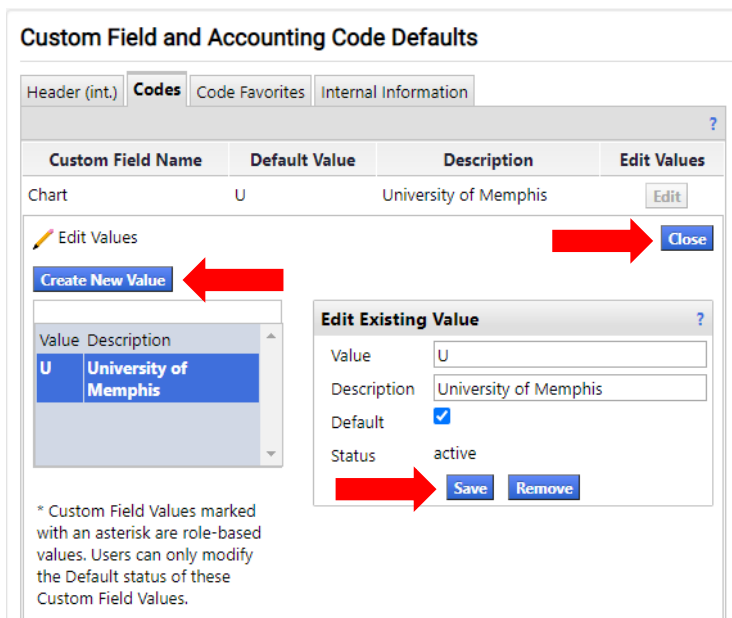 Custom Field and Accounting Code Defaults
Header (int.) Codes Code Favorites Internal Information
?
Custom Field Name Default Value Description Edit Values
Chart U University of Memphis Edit
Edit Values Close
Create New Value
Edit Existing Value ?
Value Description
U University of
Memphis
Value U
Description University of Memphis
Default
Status active
Save Remove
* Custom Field Values marked
with an asterisk are role-based
values. Users can only modify
the Default status of these
Custom Field Values.